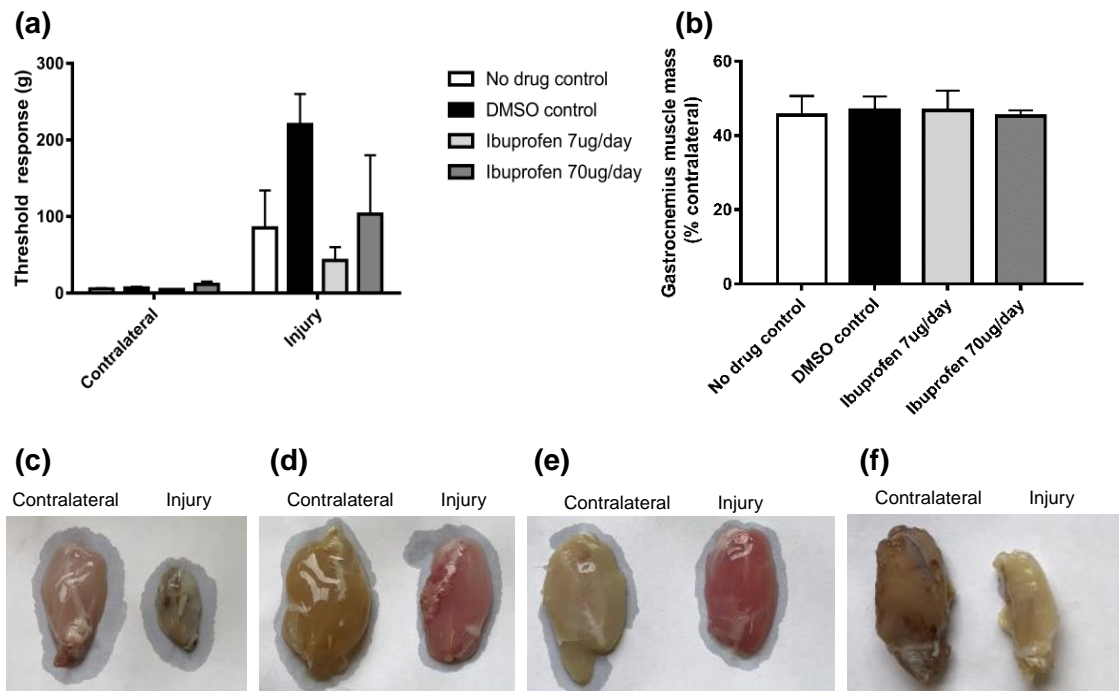 (a)
Threshold response (g)
300
200
100
0
Contralateral
Injury
No drug control
DMSO control
Ibuprofen 7ug/day
Ibuprofen 70ug/day
(b)
Gastrocnemius muscle mass
(% contralateral)
60
40
20
0
No drug control
DMSO control
Ibuprofen 7ug/day
Ibuprofen 70ug/day
(c)
Contralateral
Injury
(d)
Contralateral
Injury
(e)
Contralateral
Injury
(f)
Contralateral
Injury